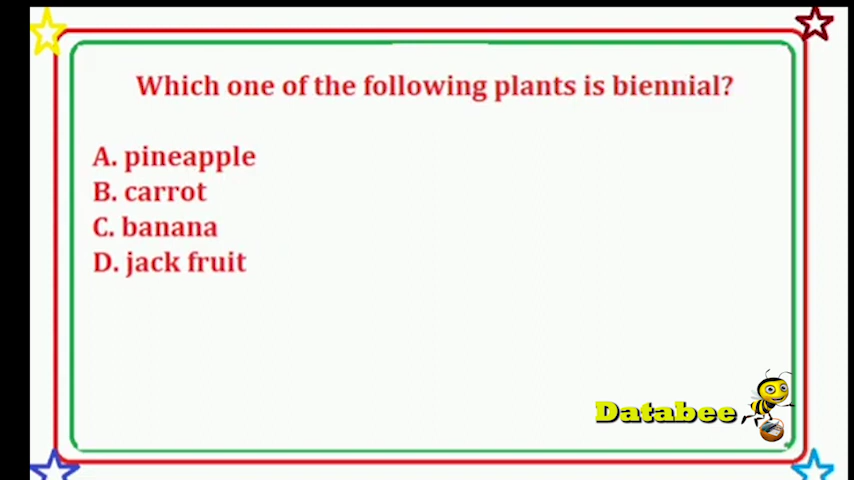 Which one of the following plants is biennial?
A. pineapple
B. carrot
C. banana
D. jack fruit
Databee